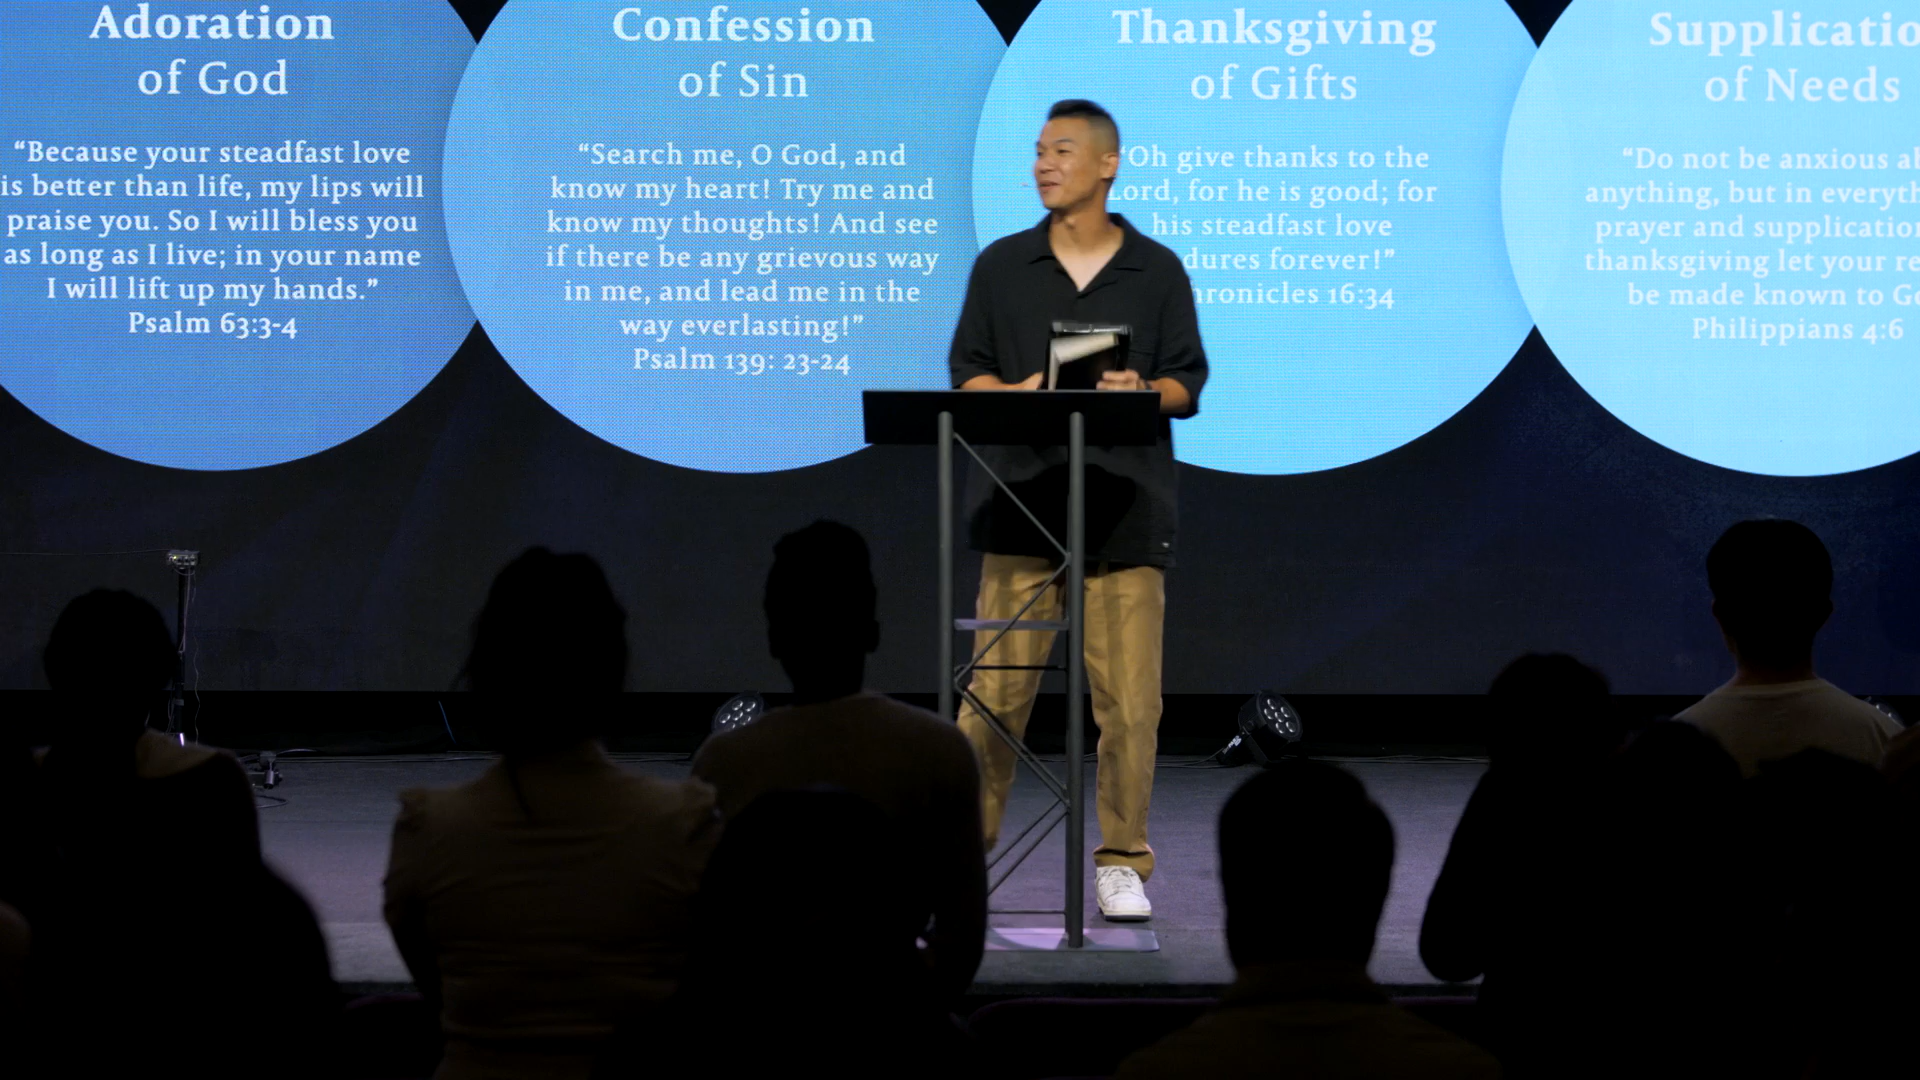 Adoration
of God
“Because your steadfast love
is better than life, my lips will
praise you. So I will bless you
as long as I live; in your name
I will lift up my hands.”
Psalm 63:3-4
Confession
of Sin
“Search me, O God, and
know my heart! Try me and
know my thoughts! And see
if there be any grievous way
in me, and lead me in the
way everlasting!”
Psalm 139: 23-24
Thanksgiving
of Gifts
“Oh give thanks to the
Lord, for he is good; for
his steadfast love
forever!”
16:34
of Needs
“Do not be anxious
anything, but in
prayer and
thanksgiving let your
be made known to
Philippians 4:6